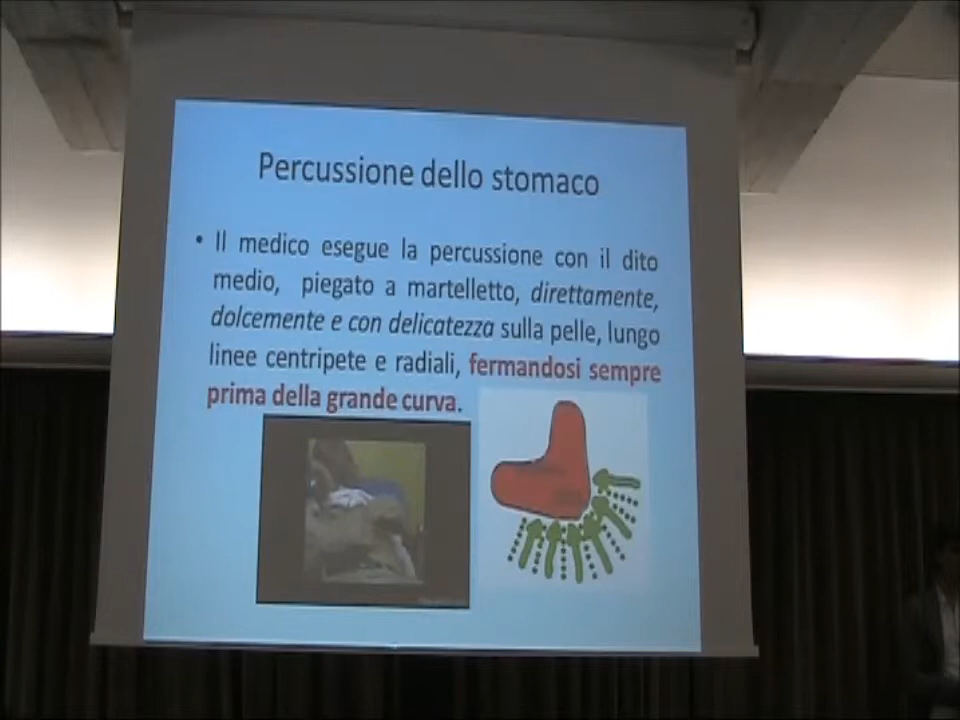 Percussione dello stomaco
• Il medico esegue la percussione con il dito
medio, piegato a martelletto, direttamente,
dolcemente e con delicatezza sulla pelle, lungo
linee centripete e radiali, fermandosi sempre
prima della grande curva.